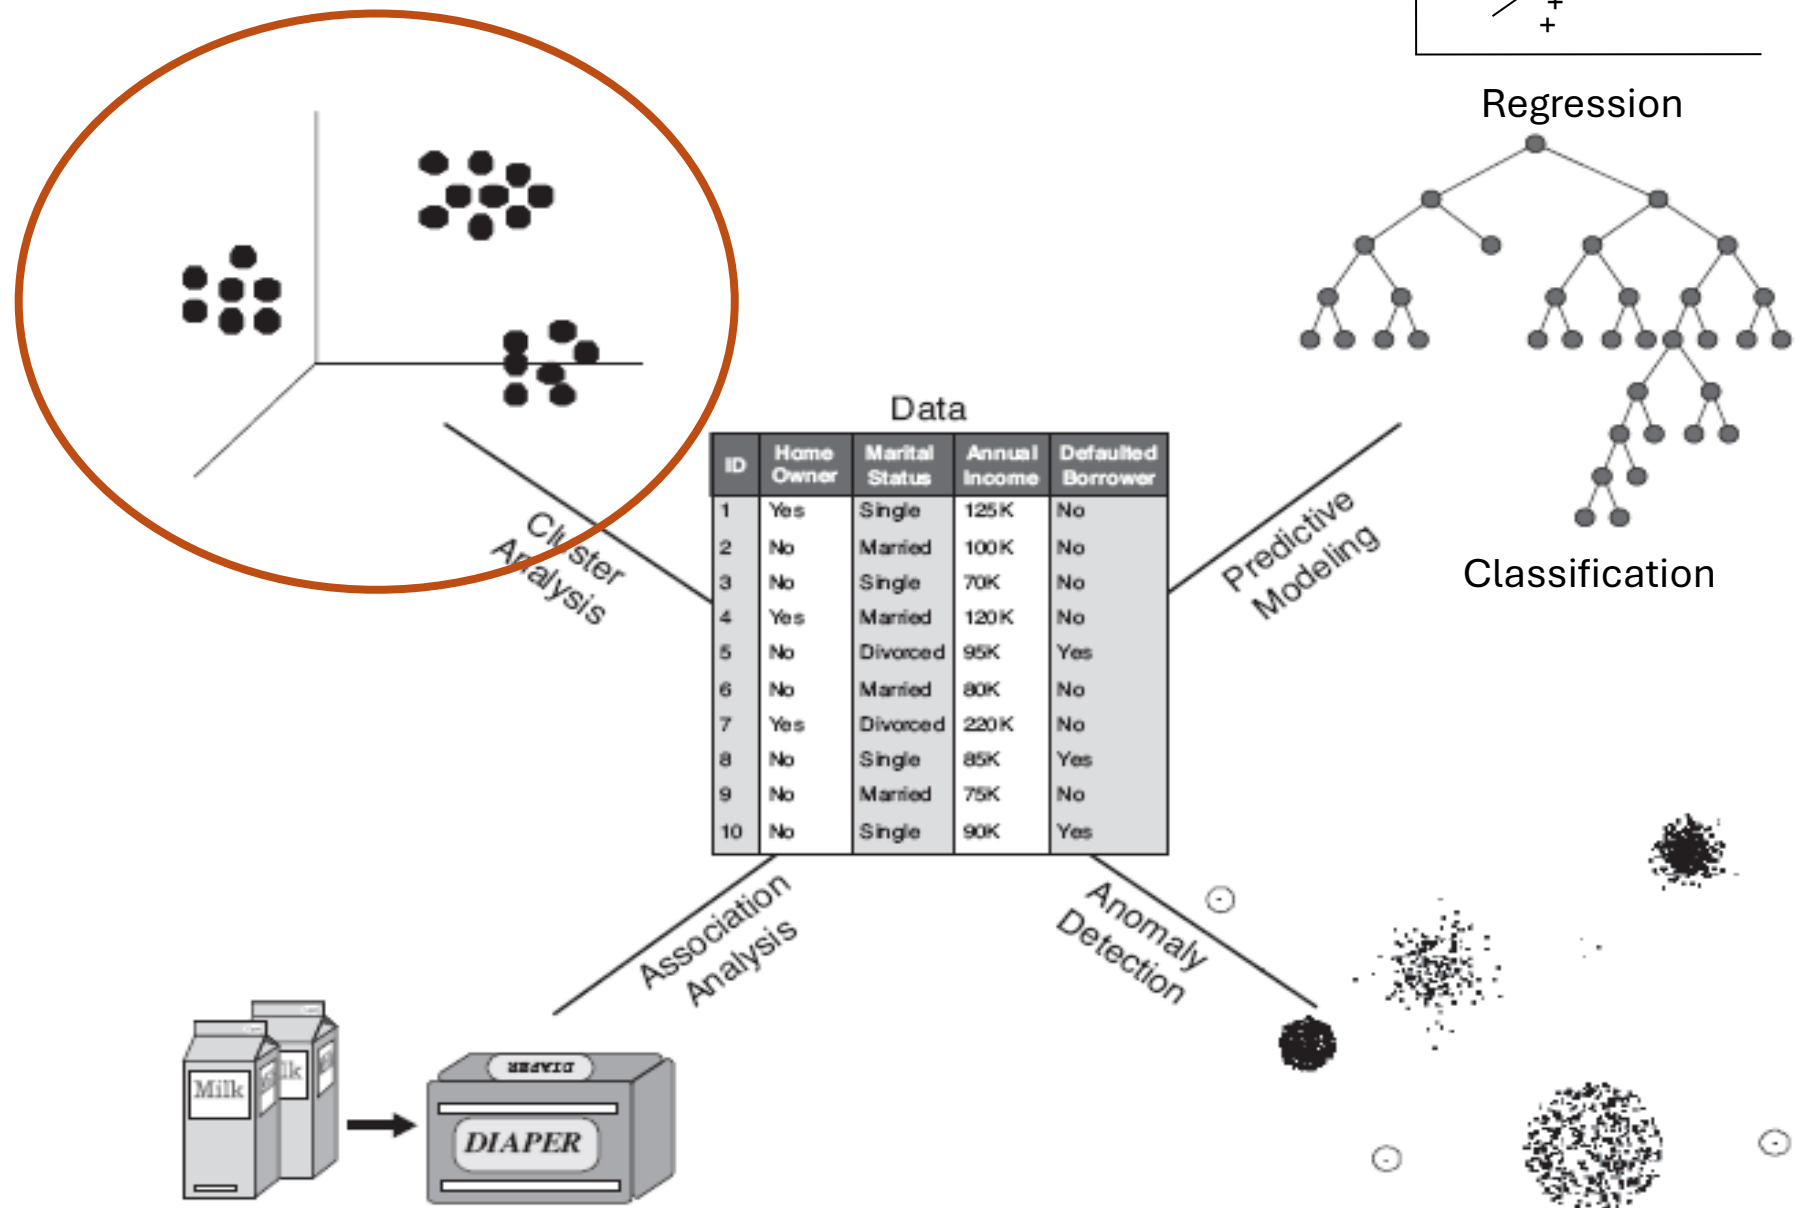 +
+
Regression
Classification
Cluster
Analysis
Predictive
Modeling
Data
ID Home Owner Marital Status Annual Income Defaulted Borrower
1 Yes Single 125K No
2 No Married 100K No
3 No Single 70K No
4 Yes Married 120K No
5 No Divorced 95K Yes
6 No Married 80K No
7 Yes Divorced 220K No
8 No Single 85K Yes
9 No Married 75K No
10 No Single 90K Yes
Association
Analysis
Anomaly
Detection
Milk
lk
DIAPER
DIAPER